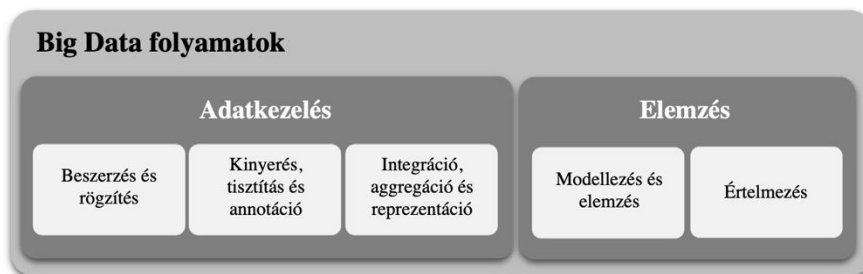 Big Data folyamatok
Adatkezelés
Beszerzés és
rögzítés
Kinyerés,
tisztítás és
annotáció
Integráció,
aggregáció és
reprezentáció
Elemzés
Modellezés és
elemzés
Értelmezés